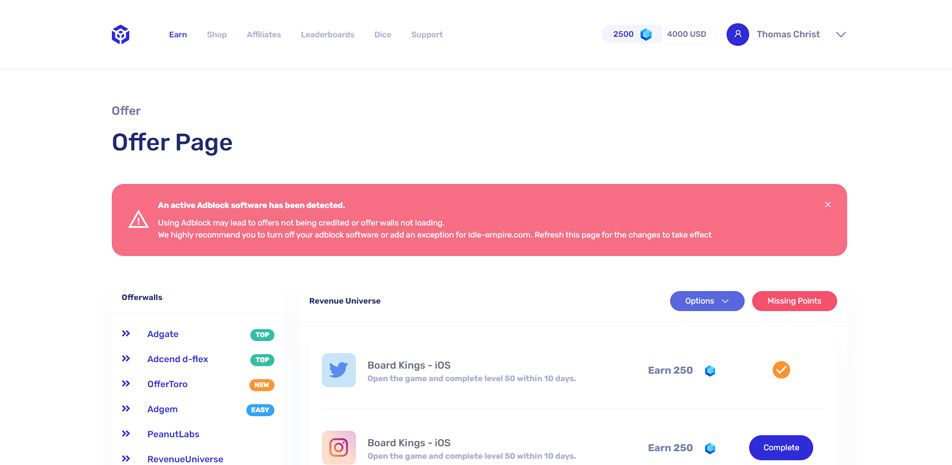 Earn Shop Affiliates Leaderboards Dice Support 2500 4000 USD Thomas Christ
Offer
Offer Page
An active Adblock software has been detected.
Using Adblock may lead to offers not being credited or offer walls not loading.
We highly recommend you to turn off your adblock software or add an exception for idle-empire.com. Refresh this page for the changes to take effect
Offerwalls
Adgate TOP
Adcend d-flex TOP
OfferToro NEW
Adgem EASY
PeanutLabs
RevenueUniverse
Revenue Universe Options Missing Points
Board Kings - iOS
Open the game and complete level 50 within 10 days.
Earn 250
Board Kings - iOS
Open the game and complete level 50 within 10 days.
Earn 250 Complete